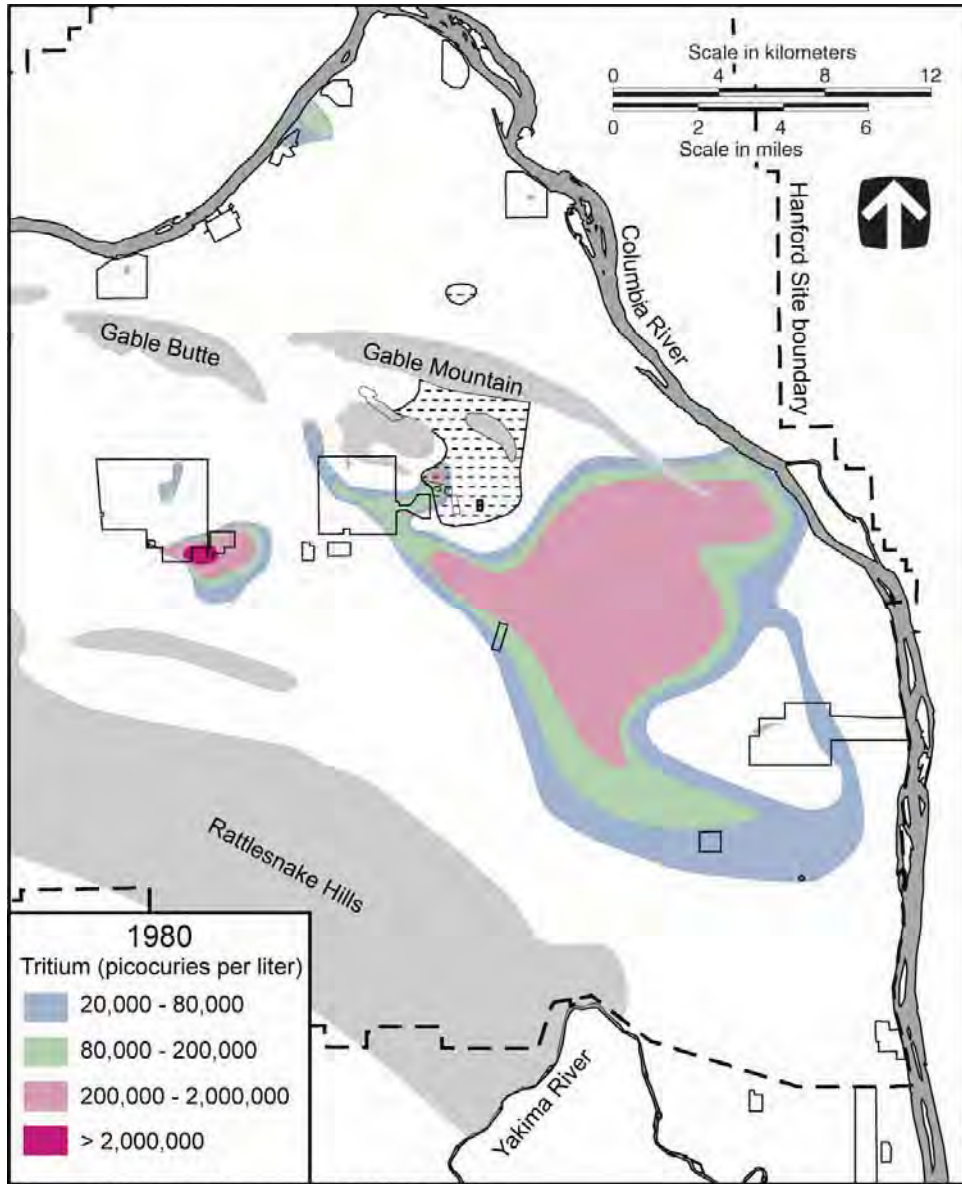 Scale in kilometers
0 4 8 12
0 2 4 6
Scale in miles
Hanford Site boundary
Columbia River
Gable Butte
Gable Mountain
Rattlesnake Hills
Yakima River
1980
Tritium (picocuries per liter)
20,000 - 80,000
80,000 - 200,000
200,000 - 2,000,000
> 2,000,000